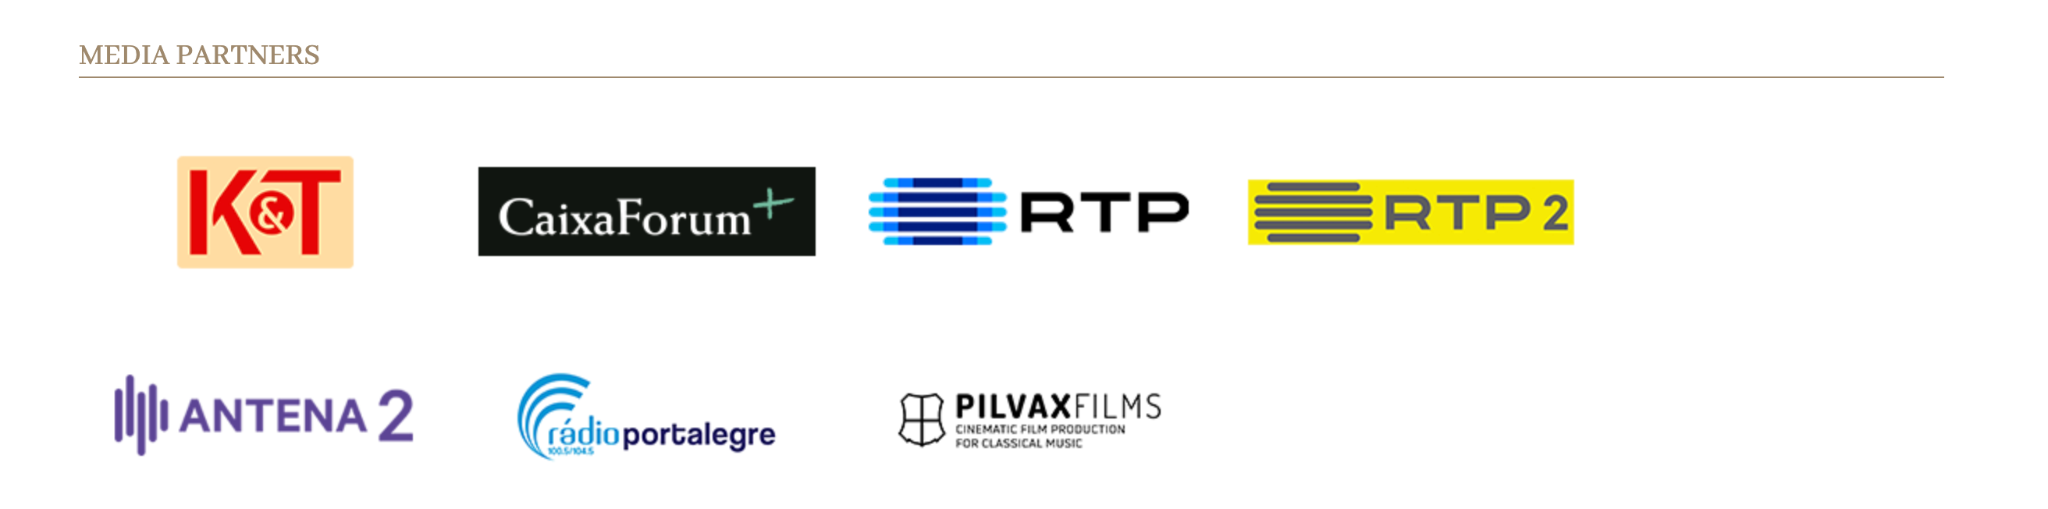 MEDIA PARTNERS
K&T
CaixaForum+
RTP
RTP 2
ANTENA 2
rádioportalegre
100.5/104.5
PILVAXFILMS
CINEMATIC FILM PRODUCTION
FOR CLASSICAL MUSIC